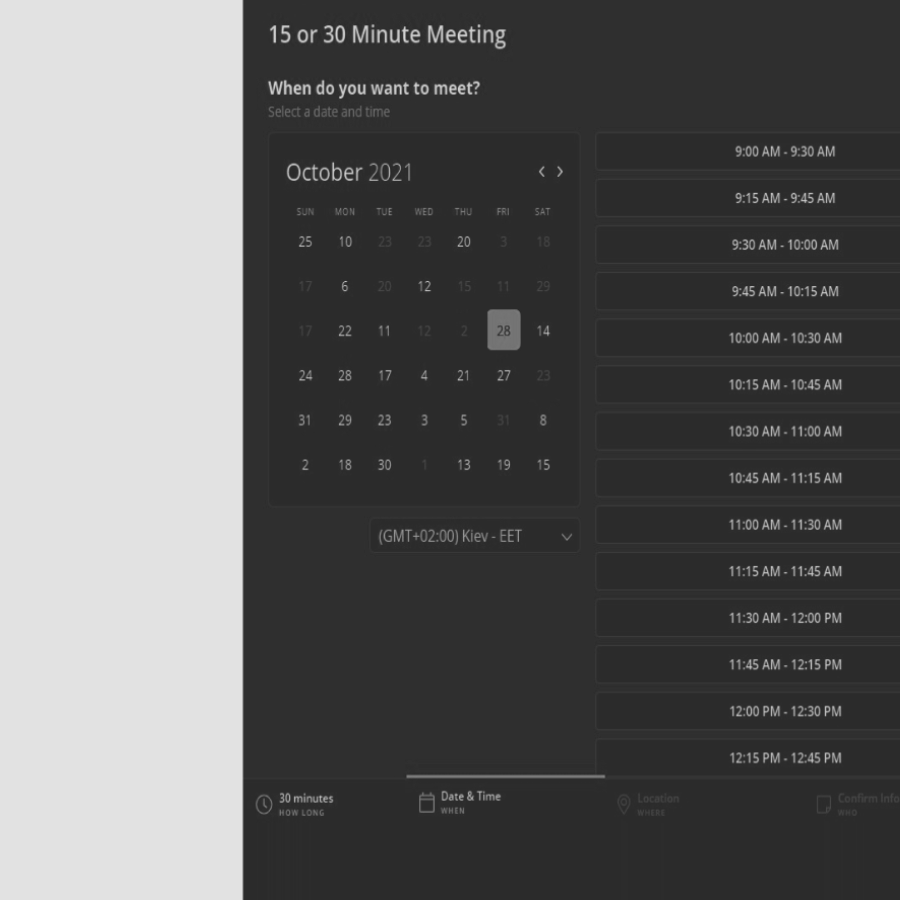 15 or 30 Minute Meeting
When do you want to meet?
Select a date and time
October 2021
SUN MON TUE WED THU FRI SAT
25 10 23 23 20 3 18
17 6 20 12 15 11 29
17 22 11 12 2 28 14
24 28 17 4 21 27 23
31 29 23 3 5 31 8
2 18 30 1 13 19 15
(GMT+02:00) Kiev - EET
9:00 AM - 9:30 AM
9:15 AM - 9:45 AM
9:30 AM - 10:00 AM
9:45 AM - 10:15 AM
10:00 AM - 10:30 AM
10:15 AM - 10:45 AM
10:30 AM - 11:00 AM
10:45 AM - 11:15 AM
11:00 AM - 11:30 AM
11:15 AM - 11:45 AM
11:30 AM - 12:00 PM
11:45 AM - 12:15 PM
12:00 PM - 12:30 PM
12:15 PM - 12:45 PM
30 minutes
HOW LONG
Date & Time
WHEN
Location
WHERE
Confirm Info
WHO